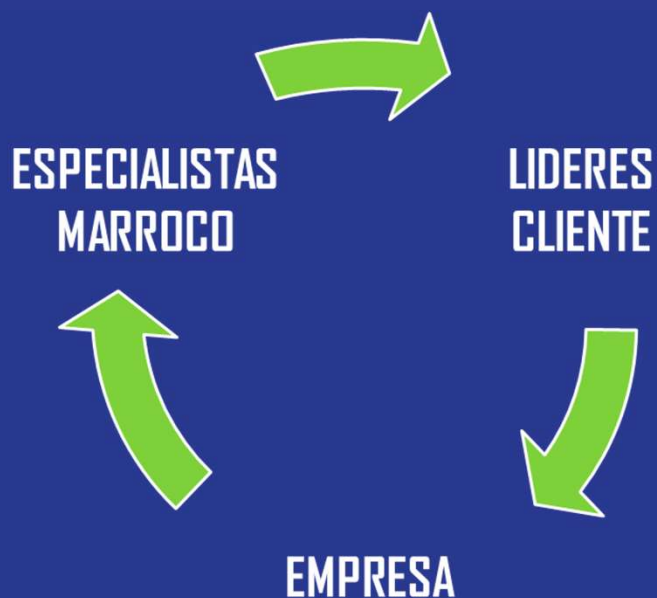 ESPECIALISTAS
MARROCO
LIDERES
CLIENTE
EMPRESA